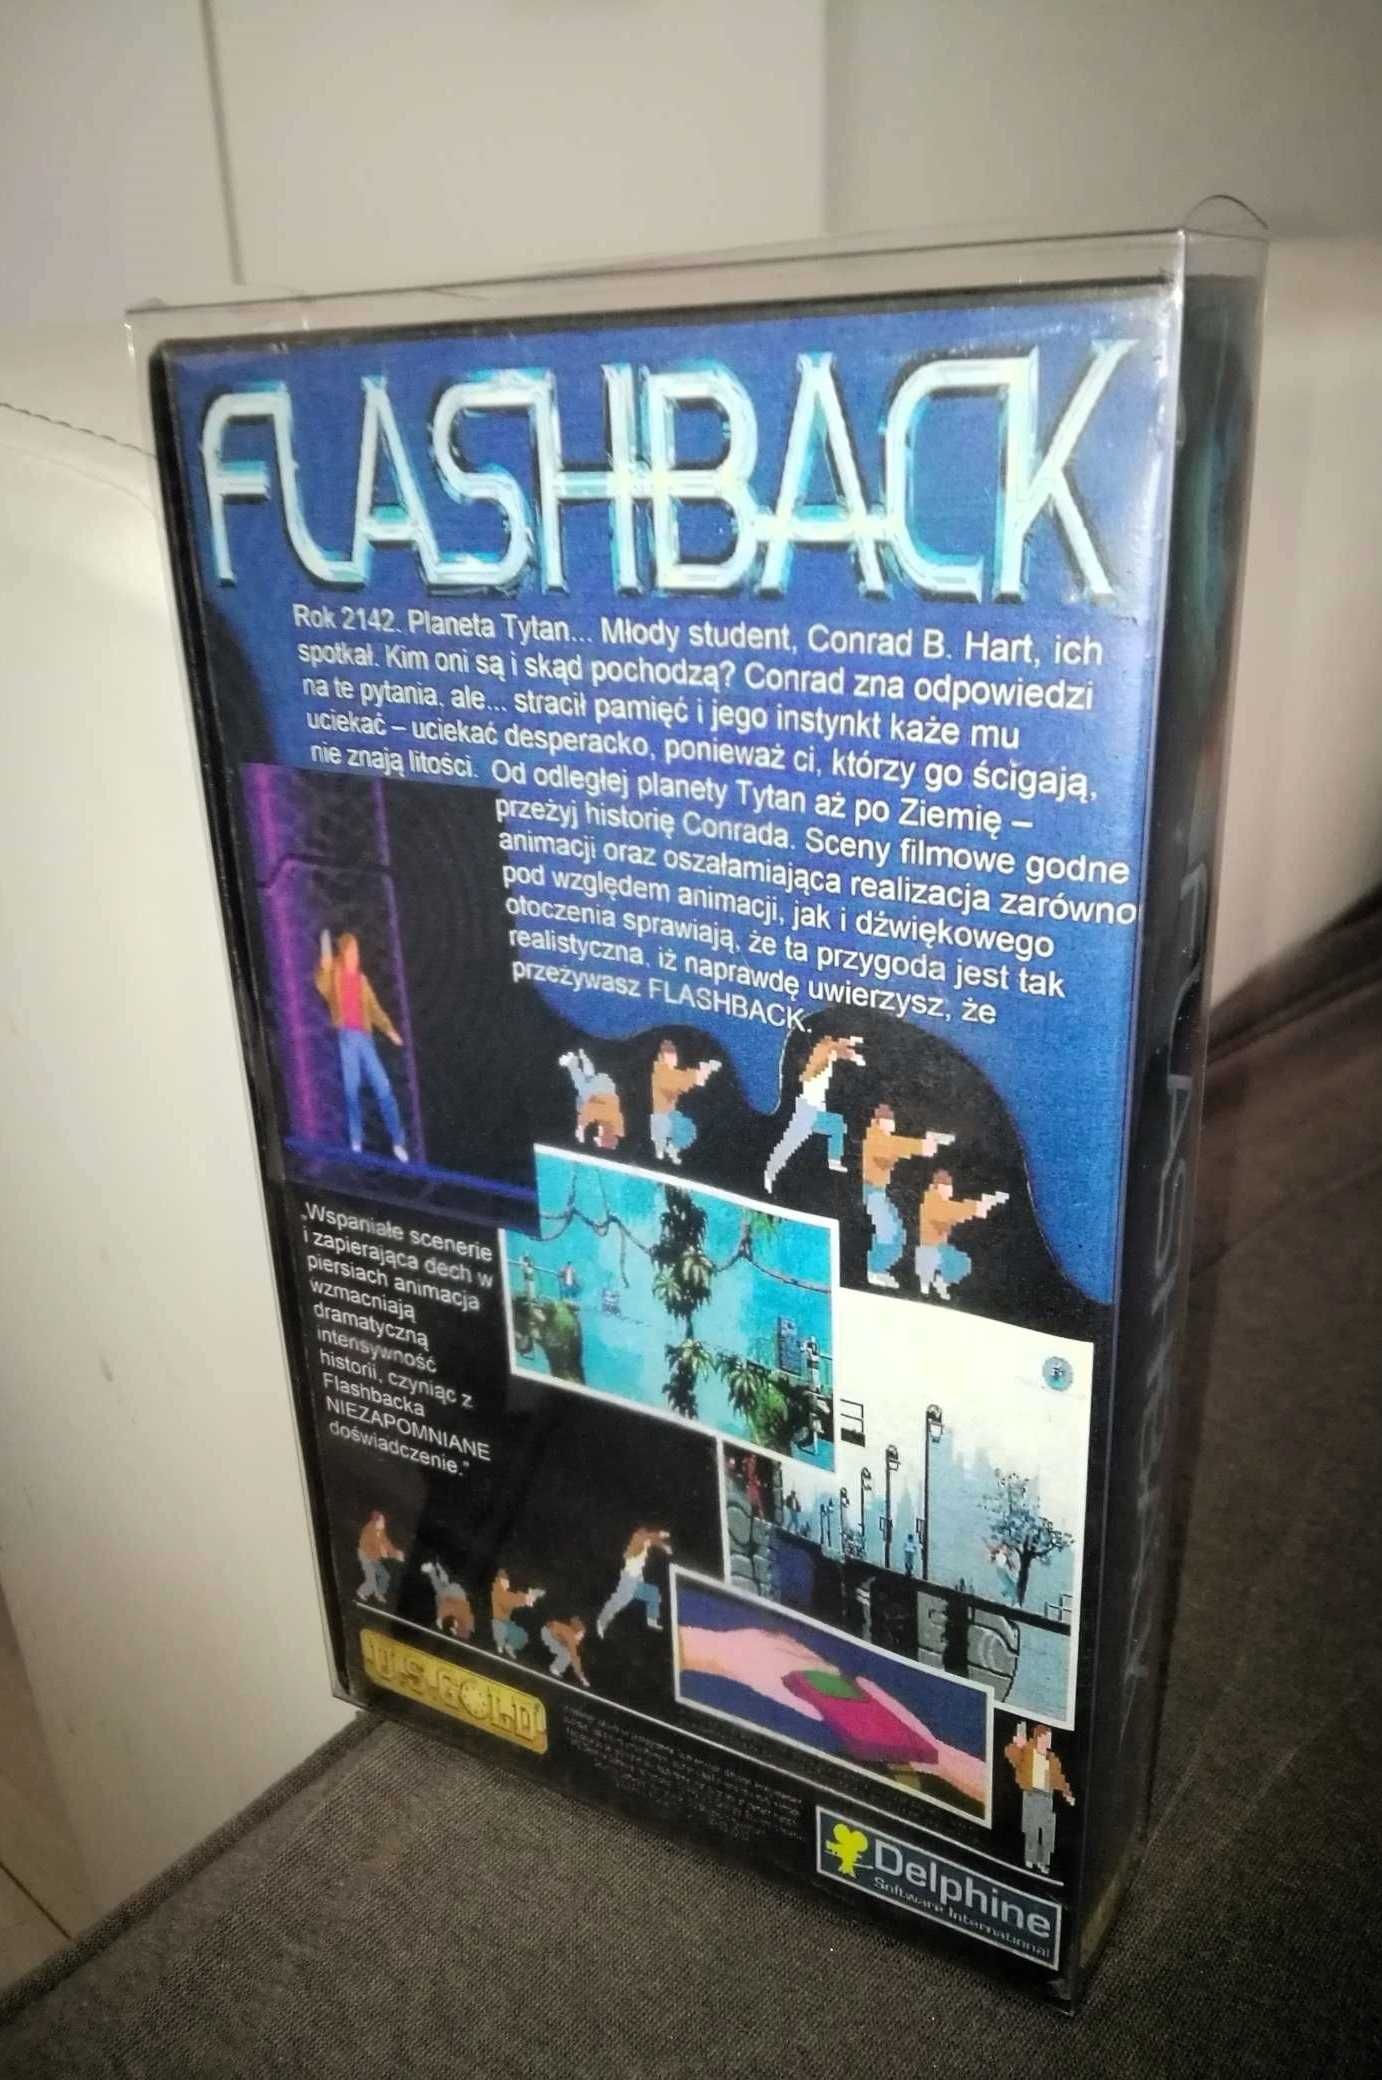 FLASHBACK
Rok 2142. Planeta Tytan... Młody student, Conrad B. Hart, ich
spotkał. Kim oni są i skąd pochodzą? Conrad zna odpowiedzi
na te pytania, ale... stracił pamięć i jego instynkt każe mu
uciekać – uciekać desperacko, ponieważ ci, którzy go ścigają,
nie znają litości. Od odległej planety Tytan aż po Ziemię –
przeżyj historię Conrada. Sceny filmowe godne
animacji oraz oszałamiająca realizacja zarówno
pod względem animacji, jak i dźwiękowego
otoczenia sprawiają, że ta przygoda jest tak
realistyczna, iż naprawdę uwierzysz, że
przeżywasz FLASHBACK.
„Wspaniałe scenerie
i zapierająca dech w
piersiach animacja
wzmacniają
dramatyczną
intensywność
historii, czyniąc z
Flashbacka
NIEZAPOMNIANE
doświadczenie."
U.S. GOLD
Delphine
Software International
FLASHBACK